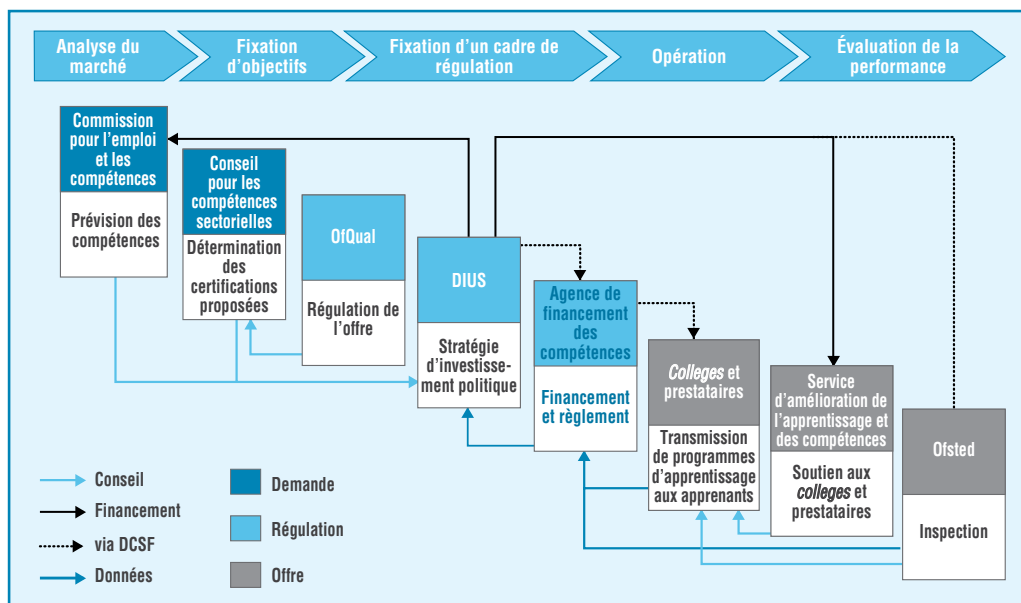 Analyse du
marché
Fixation
d'objectifs
Fixation d'un cadre de
régulation
Opération
Évaluation de la
performance
Commission
pour l'emploi
et les
compétences
Prévision des
compétences
Conseil
pour les
compétences
sectorielles
Détermination
des
certifications
proposées
OfQual
Régulation de
l'offre
DIUS
Stratégie
d'investisse-
ment politique
Agence de
financement
des
compétences
Financement
et règlement
Colleges et
prestataires
Transmission
de programmes
d'apprentissage
aux apprenants
Service
d'amélioration de
l'apprentissage et
des compétences
Soutien aux
colleges et
prestataires
Ofsted
Inspection
Conseil
Financement
via DCSF
Données
Demande
Régulation
Offre